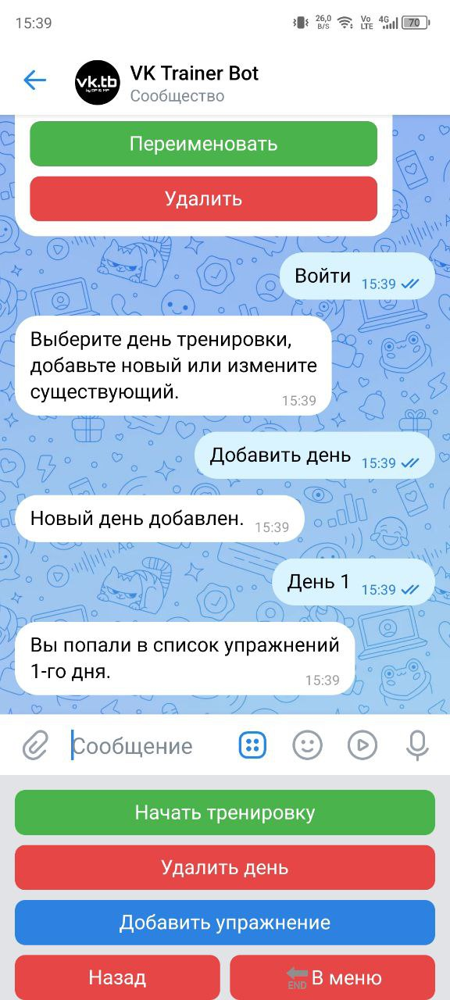 15:39
26,0 B/S
Vo LTE
4G
70
vk.tb
VK Trainer Bot
Сообщество
Переименовать
Удалить
Войти 15:39
Выберите день тренировки,
добавьте новый или измените
существующий. 15:39
Добавить день 15:39
Новый день добавлен. 15:39
День 1 15:39
Вы попали в список упражнений
1-го дня. 15:39
Сообщение
Начать тренировку
Удалить день
Добавить упражнение
Назад
END В меню